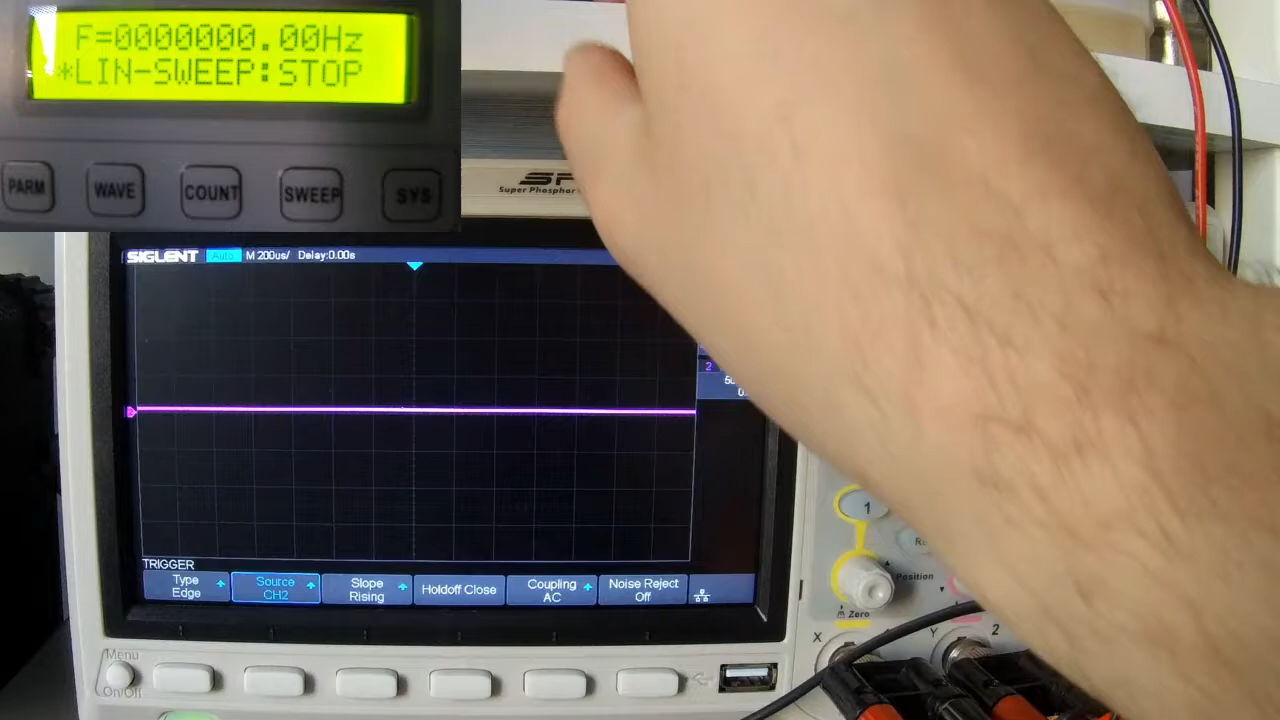 F=0000000.00Hz
*LIN-SWEEP:STOP
PARM WAVE COUNT SWEEP SYS
Super Phosphor
SIGLENT Auto M 200us/ Delay:0.00s
2
TRIGGER
Type Edge
Source CH2
Slope Rising
Holdoff Close
Coupling AC
Noise Reject Off
1
Position
Zero
X
Y
2
Menu
On/Off